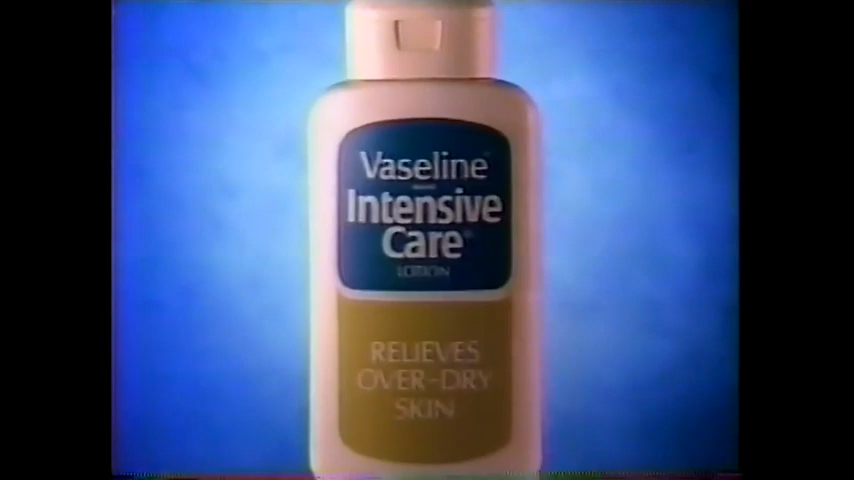 Vaseline
Intensive
Care®
LOTION
RELIEVES
OVER-DRY
SKIN